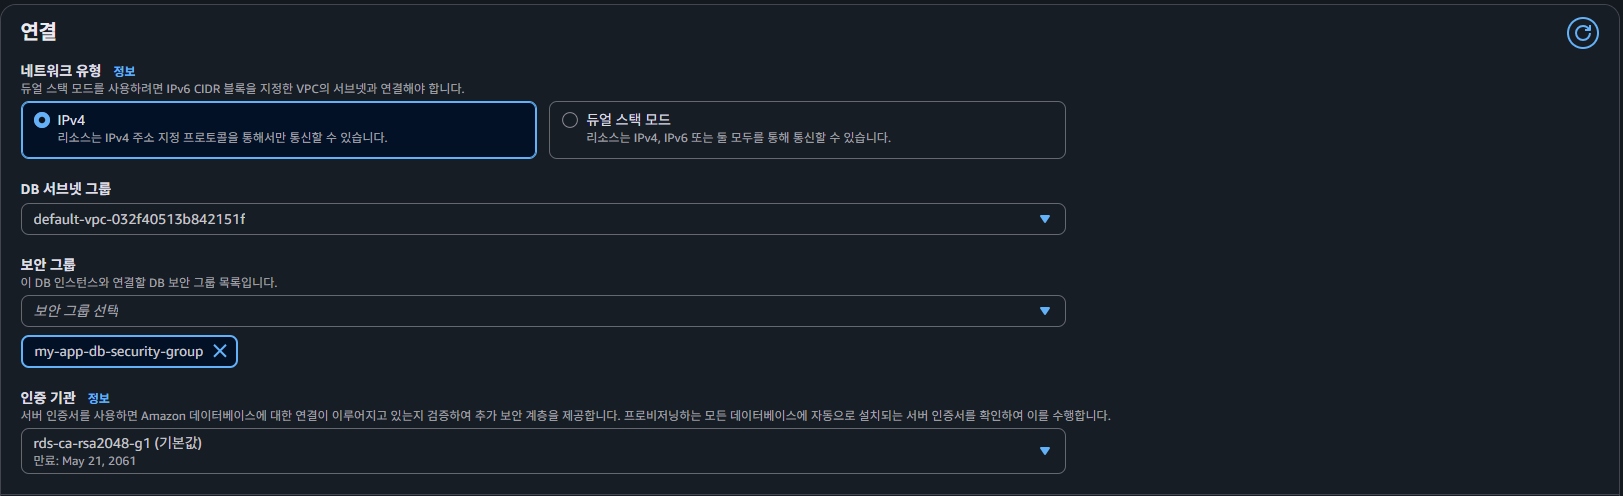 연결
네트워크 유형 정보
듀얼 스택 모드를 사용하려면 IPv6 CIDR 블록을 지정한 VPC의 서브넷과 연결해야 합니다.
IPv4
리소스는 IPv4 주소 지정 프로토콜을 통해서만 통신할 수 있습니다.
듀얼 스택 모드
리소스는 IPv4, IPv6 또는 둘 모두를 통해 통신할 수 있습니다.
DB 서브넷 그룹
default-vpc-032f40513b842151f
보안 그룹
이 DB 인스턴스와 연결할 DB 보안 그룹 목록입니다.
보안 그룹 선택
my-app-db-security-group
인증 기관 정보
서버 인증서를 사용하면 Amazon 데이터베이스에 대한 연결이 이루어지고 있는지 검증하여 추가 보안 계층을 제공합니다. 프로비저닝하는 모든 데이터베이스에 자동으로 설치되는 서버 인증서를 확인하여 이를 수행합니다.
rds-ca-rsa2048-g1 (기본값)
만료: May 21, 2061